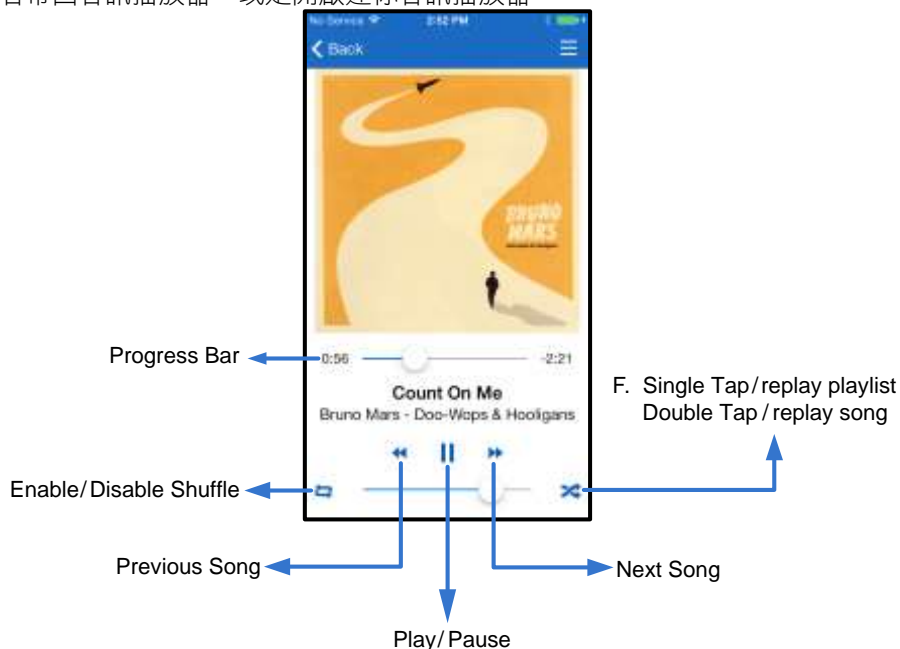 No Service 2:52 PM
Back
BRUNO
MARS
Progress Bar
0:56
-2:21
Count On Me
Bruno Mars - Doo-Wops & Hooligans
F. Single Tap/replay playlist
Double Tap/replay song
Enable/Disable Shuffle
Previous Song
Next Song
Play/Pause